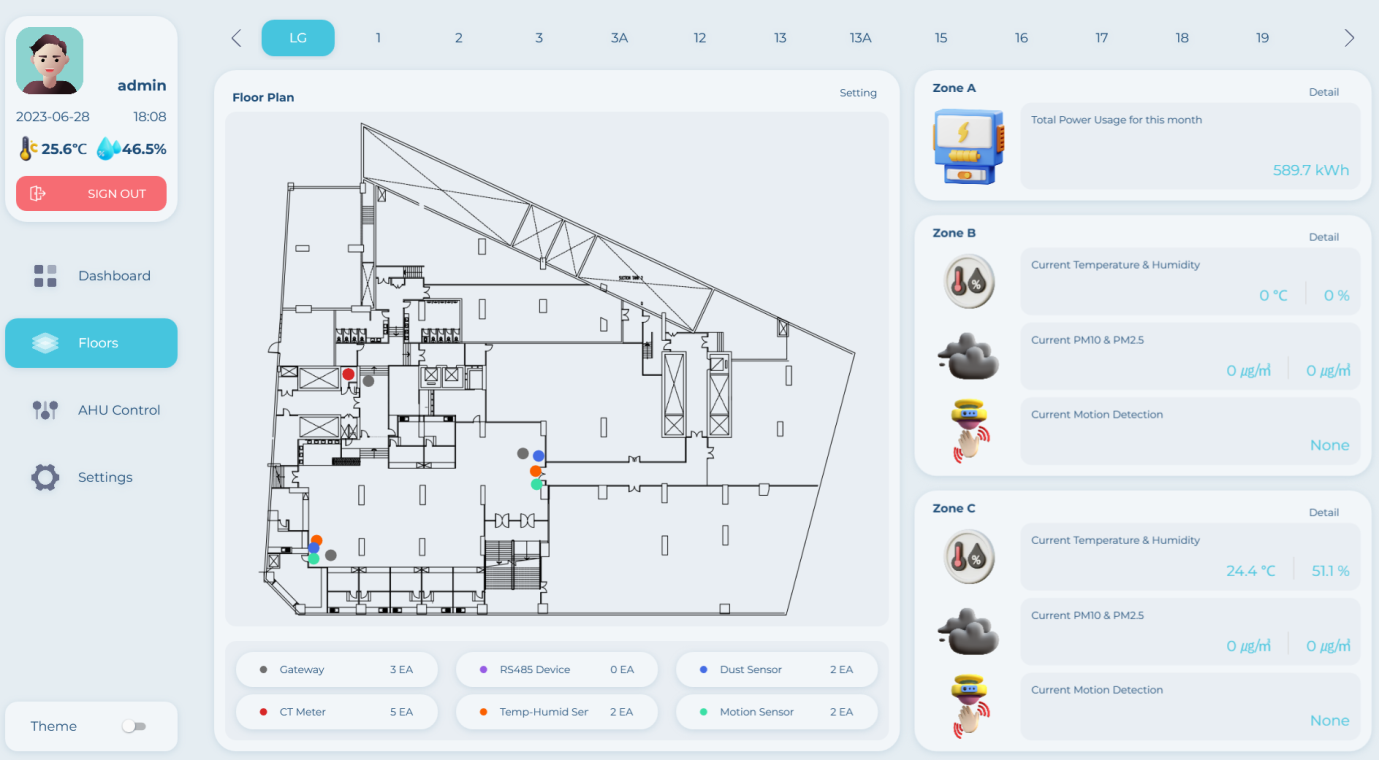 admin
2023-06-28 18:08
25.6°C 46.5%
SIGN OUT
Dashboard
Floors
AHU Control
Settings
Theme
LG 1 2 3 3A 12 13 13A 15 16 17 18 19
Floor Plan
Setting
Gateway 3 EA
RS485 Device 0 EA
Dust Sensor 2 EA
CT Meter 5 EA
Temp-Humid Ser 2 EA
Motion Sensor 2 EA
Zone A
Detail
Total Power Usage for this month
589.7 kWh
Zone B
Detail
Current Temperature & Humidity
0 °C 0 %
Current PM10 & PM2.5
0 ㎍/㎥ 0 ㎍/㎥
Current Motion Detection
None
Zone C
Detail
Current Temperature & Humidity
24.4 °C 51.1 %
Current PM10 & PM2.5
0 ㎍/㎥ 0 ㎍/㎥
Current Motion Detection
None